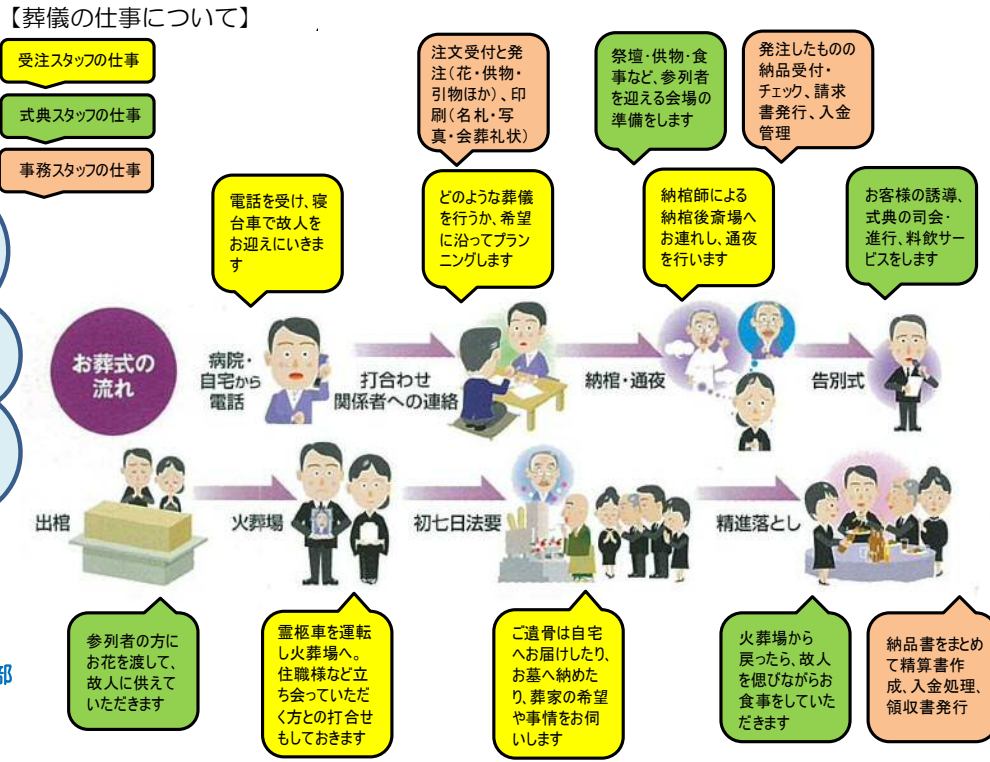 【葬儀の仕事について】
受注スタッフの仕事
式典スタッフの仕事
事務スタッフの仕事
電話を受け、寝
台車で故人を
お迎えにいきま
す
注文受付と発
注(花・供物・
引物ほか)、印
刷(名札・写
真・会葬礼状)
どのような葬儀
を行うか、希望
に沿ってプラン
ニングします
祭壇・供物・食
事など、参列者
を迎える会場の
準備をします
納棺師による
納棺後斎場へ
お連れし、通夜
を行います
発注したものの
納品受付・
チェック、請求
書発行、入金
管理
お客様の誘導、
式典の司会・
進行、料飲サー
ビスをします
お葬式の
流れ
病院・
自宅から
電話
打合わせ
関係者への連絡
納棺・通夜
告別式
出棺
火葬場
初七日法要
精進落とし
参列者の方に
お花を渡して、
故人に供えて
いただきます
霊柩車を運転
し火葬場へ。
住職様など立
ち会っていただ
く方との打合せ
もしておきます
ご遺骨は自宅
へお届けしたり、
お墓へ納めた
り、葬家の希望
や事情をお伺
いします
火葬場から
戻ったら、故人
を偲びながらお
食事をしていた
だきます
納品書をまとめ
て精算書作
成、入金処理、
領収書発行
部